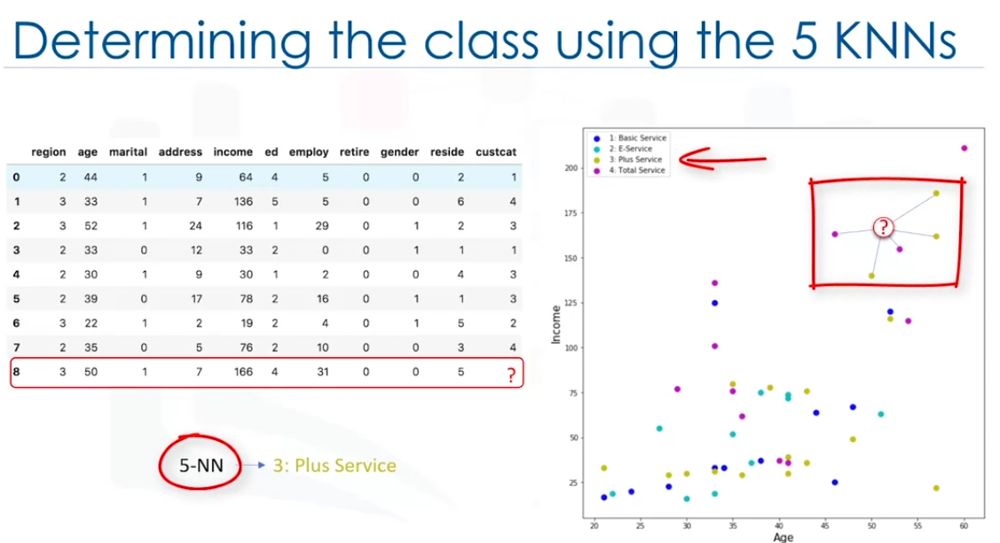 Determining the class using the 5 KNNs
region age marital address income ed employ retire gender reside custcat
0 2 44 1 9 64 4 5 0 0 2 1
1 3 33 1 7 136 5 5 0 0 6 4
2 3 52 1 24 116 1 29 0 1 2 3
3 2 33 0 12 33 2 0 0 1 1 1
4 2 30 1 9 30 1 2 0 0 4 3
5 2 39 0 17 78 2 16 0 1 1 3
6 3 22 1 2 19 2 4 0 1 5 2
7 2 35 0 5 76 2 10 0 0 3 4
8 3 50 1 7 166 4 31 0 0 5 ?
5-NN
3: Plus Service
1: Basic Service
2: E-Service
3: Plus Service
4: Total Service
?
Income
200
175
150
125
100
75
50
25
20 25 30 35 40 45 50 55 60
Age